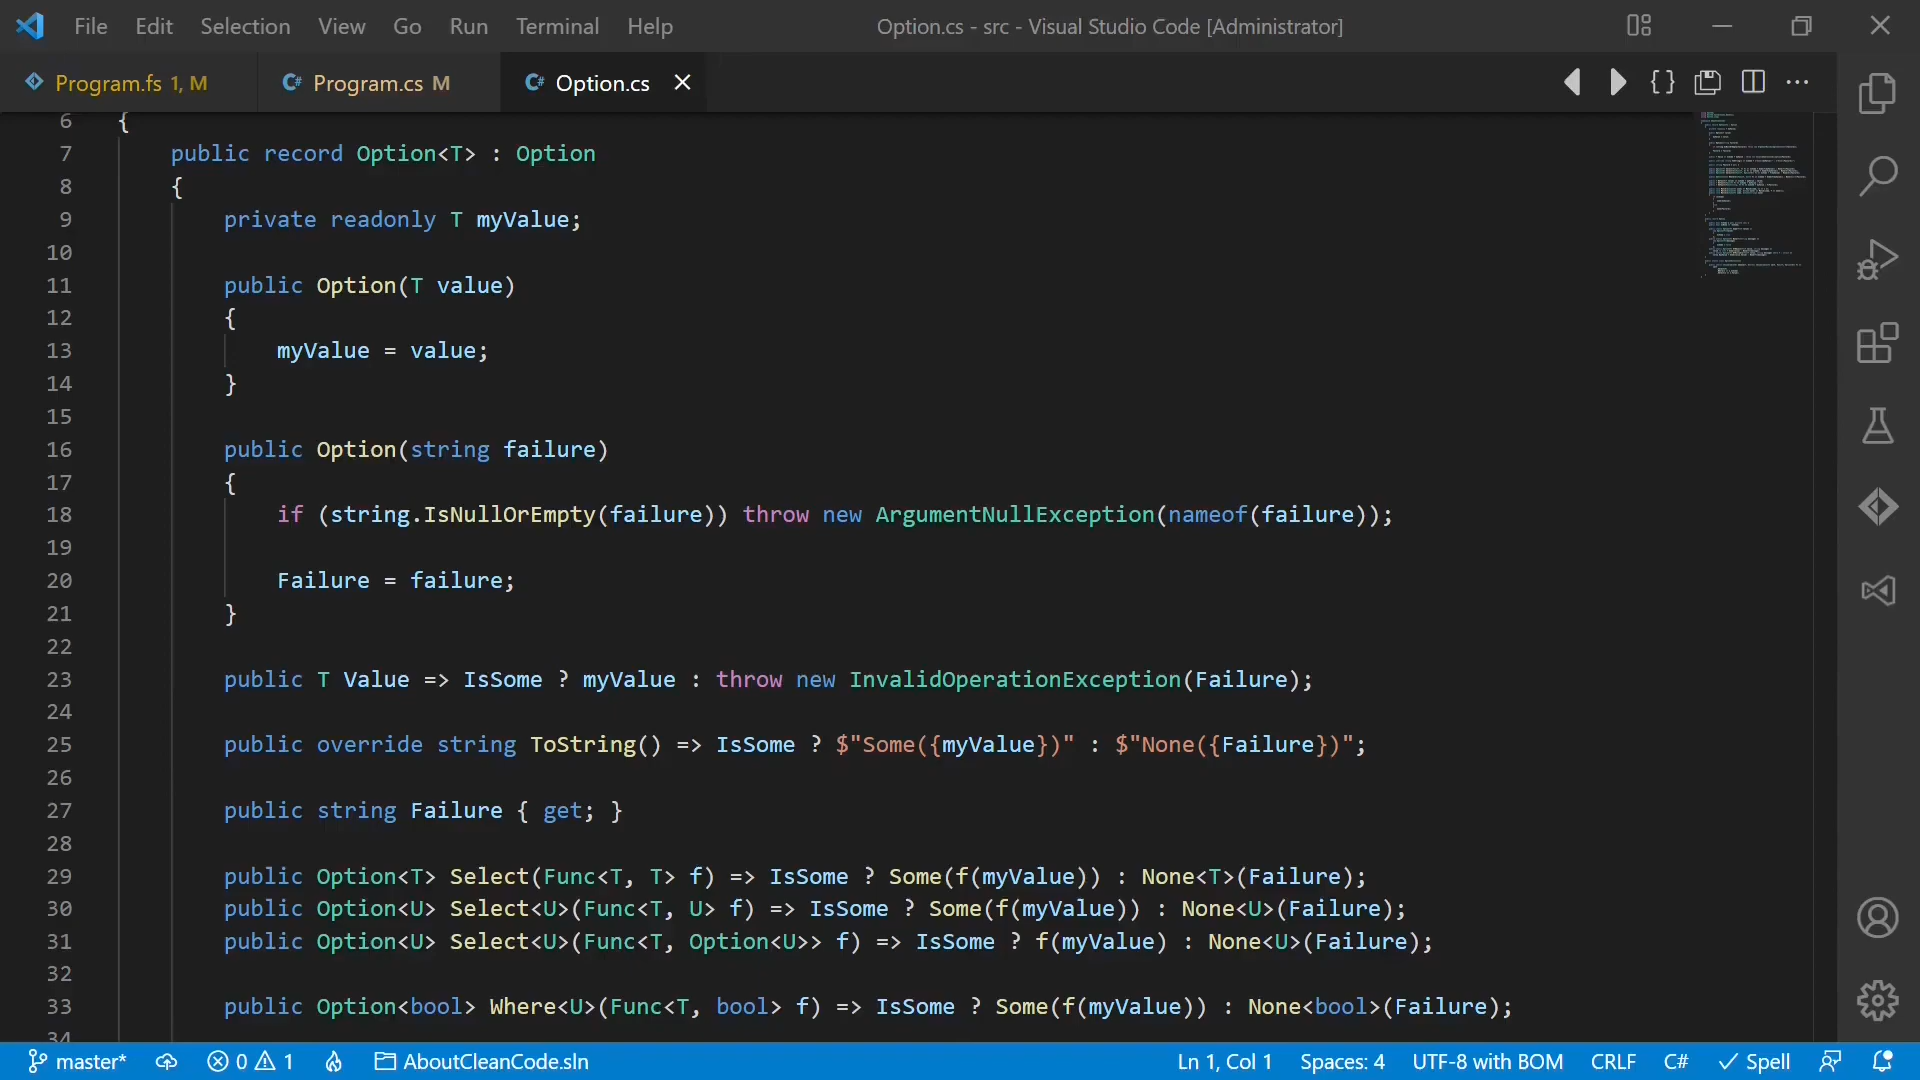 File Edit Selection View Go Run Terminal Help Option.cs - src - Visual Studio Code [Administrator]
Program.fs 1, M Program.cs M Option.cs
6 {
7 public record Option<T> : Option
8 {
9 private readonly T myValue;
10
11 public Option(T value)
12 {
13 myValue = value;
14 }
15
16 public Option(string failure)
17 {
18 if (string.IsNullOrEmpty(failure)) throw new ArgumentNullException(nameof(failure));
19
20 Failure = failure;
21 }
22
23 public T Value => IsSome ? myValue : throw new InvalidOperationException(Failure);
24
25 public override string ToString() => IsSome ? $"Some({myValue})" : $"None({Failure})";
26
27 public string Failure { get; }
28
29 public Option<T> Select(Func<T, T> f) => IsSome ? Some(f(myValue)) : None<T>(Failure);
30 public Option<U> Select<U>(Func<T, U> f) => IsSome ? Some(f(myValue)) : None<U>(Failure);
31 public Option<U> Select<U>(Func<T, Option<U>> f) => IsSome ? f(myValue) : None<U>(Failure);
32
33 public Option<bool> Where<U>(Func<T, bool> f) => IsSome ? Some(f(myValue)) : None<bool>(Failure);
34
master* 0 1 AboutCleanCode.sln Ln 1, Col 1 Spaces: 4 UTF-8 with BOM CRLF C# Spell